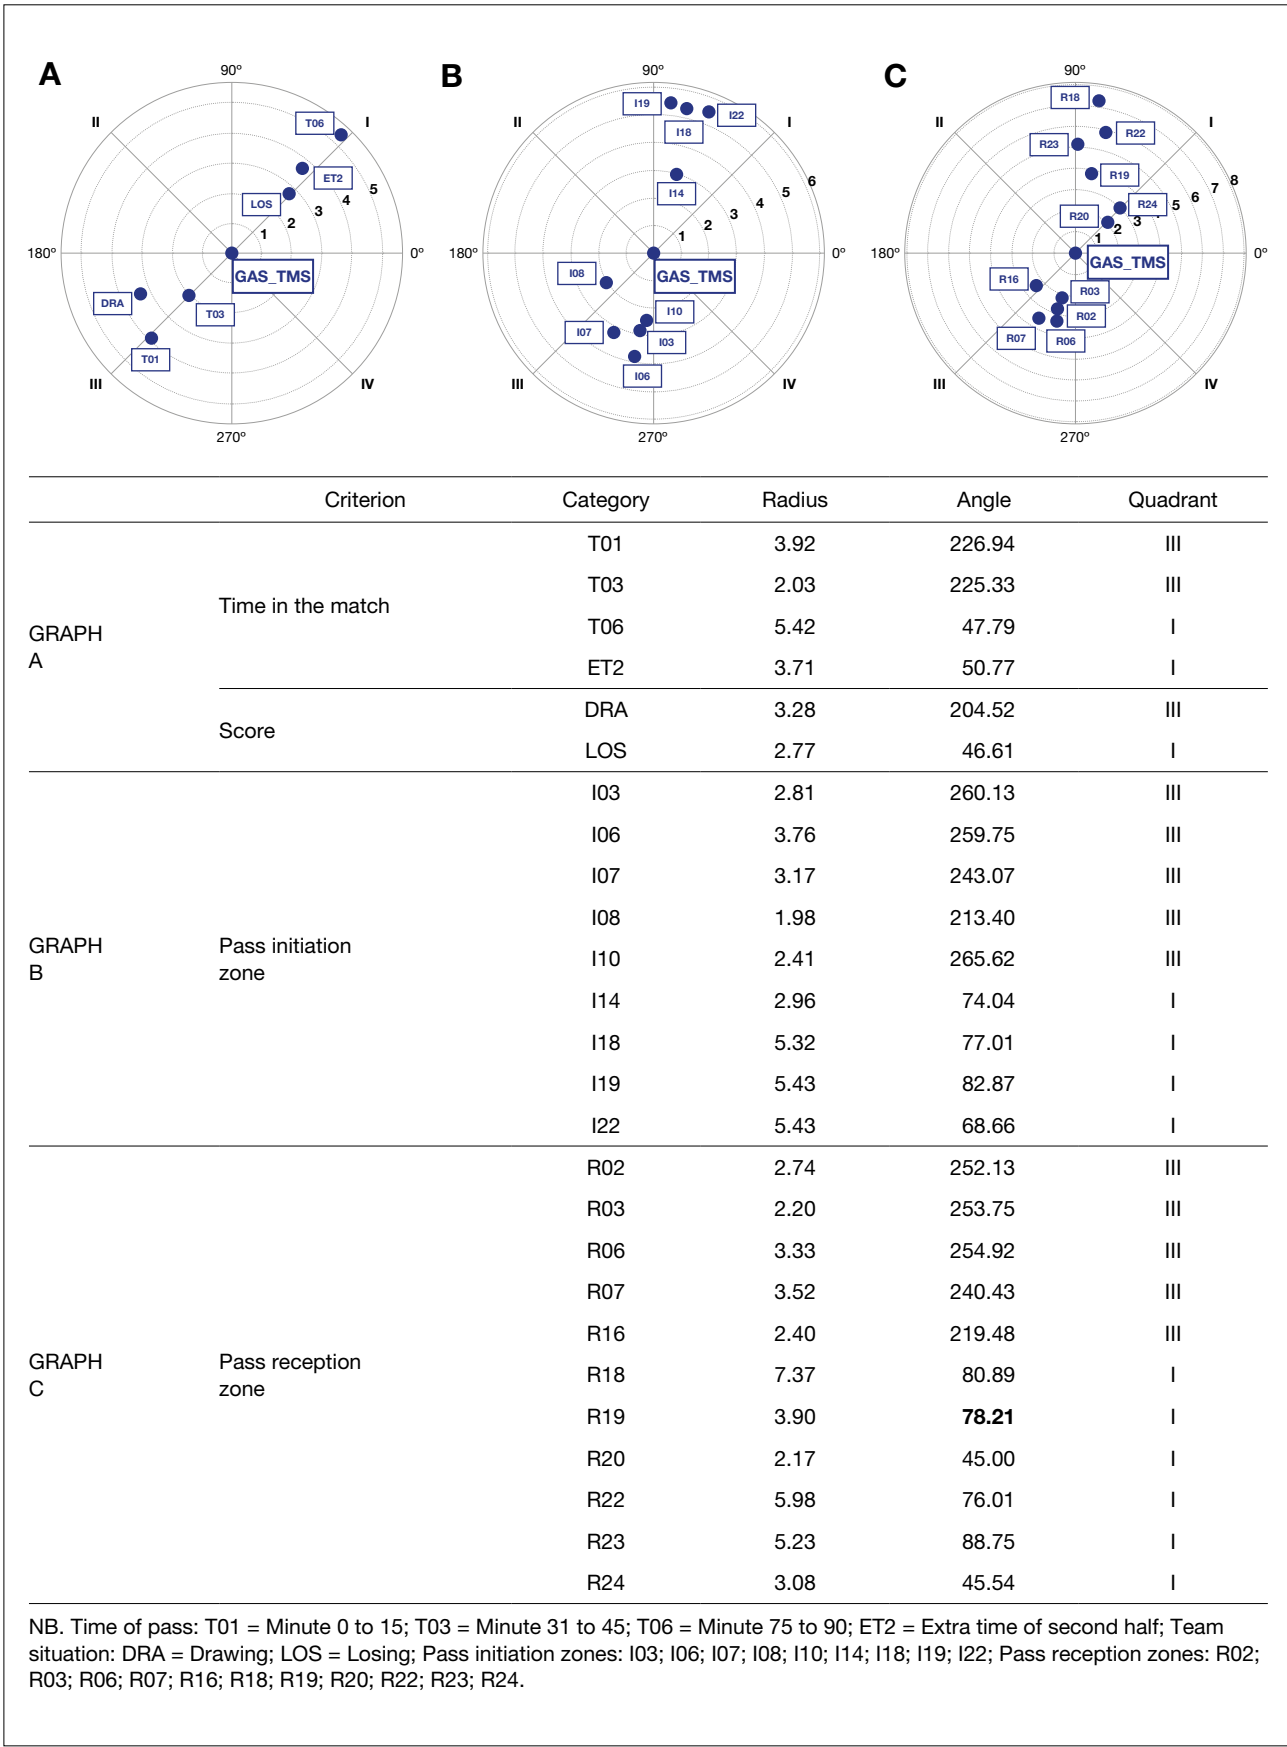 A
90º
II
I
T06
ET2
LOS
5
4
3
2
1
180º
0º
GAS_TMS
DRA
T03
T01
III
IV
270º
B
90º
II
I
I19
I22
I18
I14
6
5
4
3
2
1
180º
0º
GAS_TMS
I08
I10
I07
I03
I06
III
IV
270º
C
90º
II
I
R18
R22
R23
R19
R24
R20
8
7
6
5
3
2
1
180º
0º
GAS_TMS
R16
R03
R02
R07
R06
III
IV
270º
Criterion Category Radius Angle Quadrant
GRAPH
A
Time in the match
T01 3.92 226.94 III
T03 2.03 225.33 III
T06 5.42 47.79 I
ET2 3.71 50.77 I
Score
DRA 3.28 204.52 III
LOS 2.77 46.61 I
GRAPH
B
Pass initiation
zone
I03 2.81 260.13 III
I06 3.76 259.75 III
I07 3.17 243.07 III
I08 1.98 213.40 III
I10 2.41 265.62 III
I14 2.96 74.04 I
I18 5.32 77.01 I
I19 5.43 82.87 I
I22 5.43 68.66 I
GRAPH
C
Pass reception
zone
R02 2.74 252.13 III
R03 2.20 253.75 III
R06 3.33 254.92 III
R07 3.52 240.43 III
R16 2.40 219.48 III
R18 7.37 80.89 I
R19 3.90 78.21 I
R20 2.17 45.00 I
R22 5.98 76.01 I
R23 5.23 88.75 I
R24 3.08 45.54 I
NB. Time of pass: T01 = Minute 0 to 15; T03 = Minute 31 to 45; T06 = Minute 75 to 90; ET2 = Extra time of second half; Team
situation: DRA = Drawing; LOS = Losing; Pass initiation zones: I03; I06; I07; I08; I10; I14; I18; I19; I22; Pass reception zones: R02;
R03; R06; R07; R16; R18; R19; R20; R22; R23; R24.